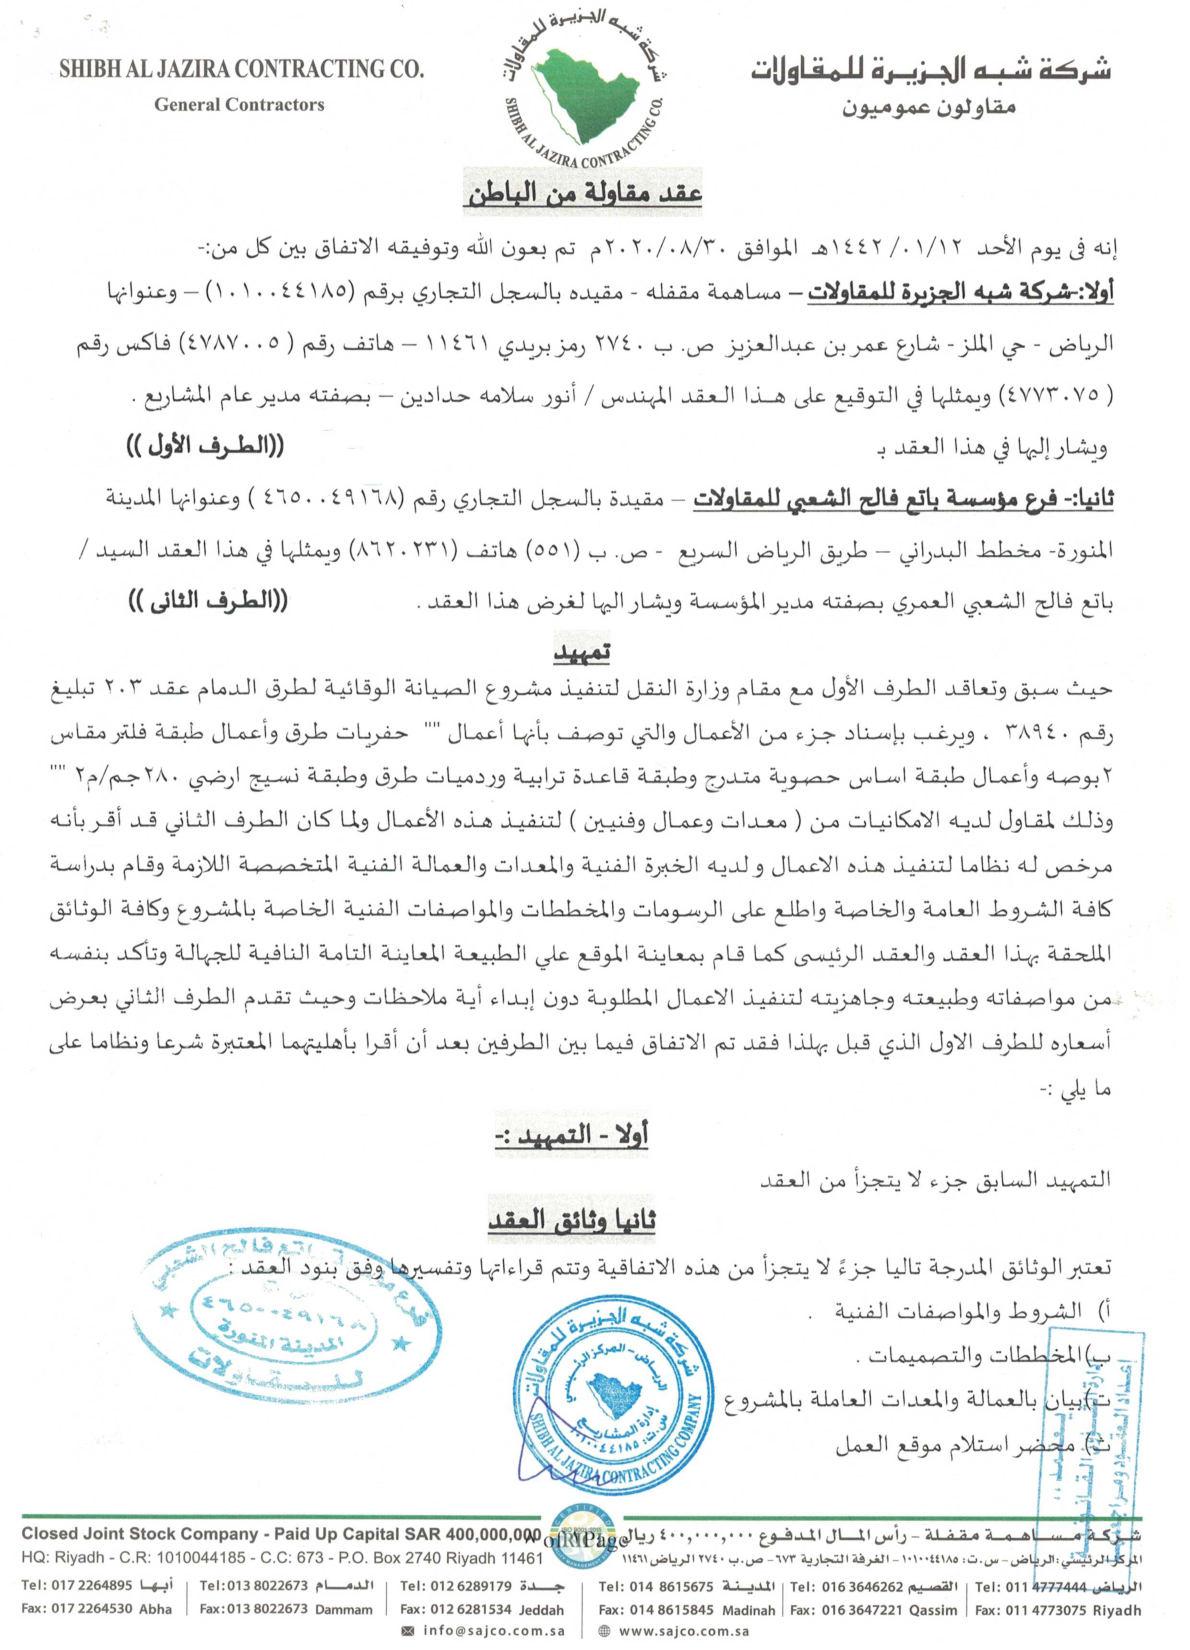 SHIBH AL JAZIRA CONTRACTING CO.
General Contractors
شركة شبه الجزيرة للمقاولات
SHIBH AL JAZIRA CONTRACTING CO.
شركة شبه الجزيرة للمقاولات
مقاولون عموميون
عقد مقاولة من الباطن
إنه فى يوم الأحد ١٤٤٢/٠١/١٢هـ الموافق ٢٠٢٠/٠٨/٣٠م تم بعون الله وتوفيقه الاتفاق بين كل من:-
أولا:-شركة شبه الجزيرة للمقاولات – مساهمة مقفله - مقيده بالسجل التجاري برقم (١٠١٠٠٤٤١٨٥) – وعنوانها
الرياض - حي الملز - شارع عمر بن عبدالعزيز ص. ب ٢٧٤٠ رمز بريدي ١١٤٦١ – هاتف رقم ( ٤٧٨٧٠٠٥) فاكس رقم
( ٤٧٧٣٠٧٥) ويمثلها في التوقيع على هـذا العقد المهندس / أنور سلامه حدادين – بصفته مدير عام المشاريع .
ويشار إليها في هذا العقد بـ ((الطرف الأول ))
ثانيا:- فرع مؤسسة باتع فالح الشعبي للمقاولات – مقيدة بالسجل التجاري رقم (٤٦٥٠٠٤٩١٦٨ ) وعنوانها المدينة
المنورة- مخطط البدراني – طريق الرياض السريع - ص. ب (٥٥١) هاتف (٨٦٢٠٢٣١) ويمثلها في هذا العقد السيد /
باتع فالح الشعبي العمري بصفته مدير المؤسسة ويشار اليها لغرض هذا العقد . ((الطرف الثانى ))
تمهيد
حيث سبق وتعاقد الطرف الأول مع مقام وزارة النقل لتنفيذ مشروع الصيانة الوقائية لطرق الدمام عقد ٢٠٣ تبليغ
رقم ٣٨٩٤٠ ، ويرغب بإسناد جزء من الأعمال والتي توصف بأنها أعمال "" حفريات طرق وأعمال طبقة فلتر مقاس
٢بوصه وأعمال طبقة اساس حصوية متدرج وطبقة قاعدة ترابية وردميات طرق وطبقة نسيج ارضي ٢٨٠جم/م٢ ""
وذلك لمقاول لديه الامكانيات من ( معدات وعمال وفنيين ) لتنفيذ هذه الأعمال ولما كان الطرف الثاني قد أقر بأنه
مرخص له نظاما لتنفيذ هذه الاعمال ولديه الخبرة الفنية والمعدات والعمالة الفنية المتخصصة اللازمة وقام بدراسة
كافة الشروط العامة والخاصة واطلع على الرسومات والمخططات والمواصفات الفنية الخاصة بالمشروع وكافة الوثائق
الملحقة بهذا العقد والعقد الرئيسى كما قام بمعاينة الموقع علي الطبيعة المعاينة التامة النافية للجهالة وتأكد بنفسه
من مواصفاته وطبيعته وجاهزيته لتنفيذ الاعمال المطلوبة دون إبداء أية ملاحظات وحيث تقدم الطرف الثاني بعرض
أسعاره للطرف الاول الذي قبل بهلذا فقد تم الاتفاق فيما بين الطرفين بعد أن أقرا بأهليتهما المعتبرة شرعا ونظاما على
ما يلي :-
أولا - التمهيد :-
التمهيد السابق جزء لا يتجزأ من العقد
ثانيا وثائق العقد
تعتبر الوثائق المدرجة تاليا جزءً لا يتجزأ من هذه الاتفاقية وتتم قراءاتها وتفسيرها وفق بنود العقد :
أ) الشروط والمواصفات الفنية .
ب)المخططات والتصميمات .
ت)بيان بالعمالة والمعدات العاملة بالمشروع
ث) محضر استلام موقع العمل
فرع مؤسسة باتع فالح الشعبي
٤٦٥٠٠٤٩١٦٨
المدينة المنورة
للمقاولات
شركة شبه الجزيرة للمقاولات
الرياض - المركز الرئيسي
إدارة المشاريع
س.ت: ١٠١٠٠٤٤١٨٥
SHIBH AL JAZIRA CONTRACTING COMPANY
إدارة الشؤون القانونية
Closed Joint Stock Company - Paid Up Capital SAR 400,000,000
شركة مساهمة مقفلة - رأس المال المدفوع ٤٠٠,٠٠٠,٠٠٠ ريال
HQ: Riyadh - C.R: 1010044185 - C.C: 673 - P.O. Box 2740 Riyadh 11461
المركز الرئيسي: الرياض - س.ت: ١٠١٠٠٤٤١٨٥ - الغرفة التجارية ٦٧٣ - ص.ب ٢٧٤٠ الرياض ١١٤٦١
Tel: 017 2264895 أبها | Tel: 013 8022673 الدمام | Tel: 012 6289179 جدة | Tel: 014 8615675 المدينة | Tel: 016 3646262 القصيم | Tel: 011 4777444 الرياض
Fax: 017 2264530 Abha | Fax: 013 8022673 Dammam | Fax: 012 6281534 Jeddah | Fax: 014 8615845 Madinah | Fax: 016 3647221 Qassim | Fax: 011 4773075 Riyadh
info@sajco.com.sa | www.sajco.com.sa